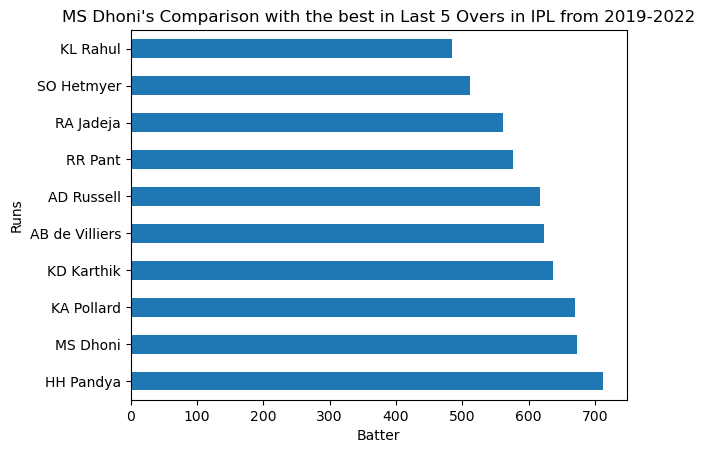 MS Dhoni's Comparison with the best in Last 5 Overs in IPL from 2019-2022
KL Rahul
SO Hetmyer
RA Jadeja
RR Pant
AD Russell
AB de Villiers
KD Karthik
KA Pollard
MS Dhoni
HH Pandya
Runs
0 100 200 300 400 500 600 700
Batter